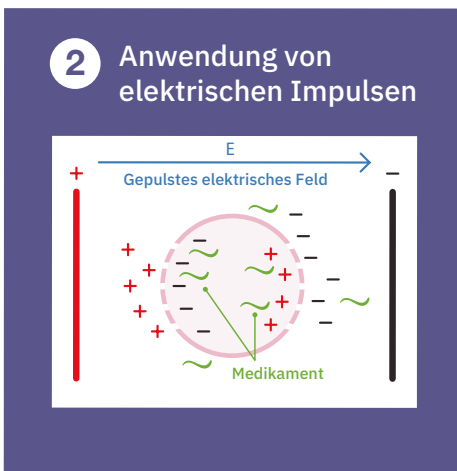 2 Anwendung von
elektrischen Impulsen
E
+ −
Gepulstes elektrisches Feld
Medikament